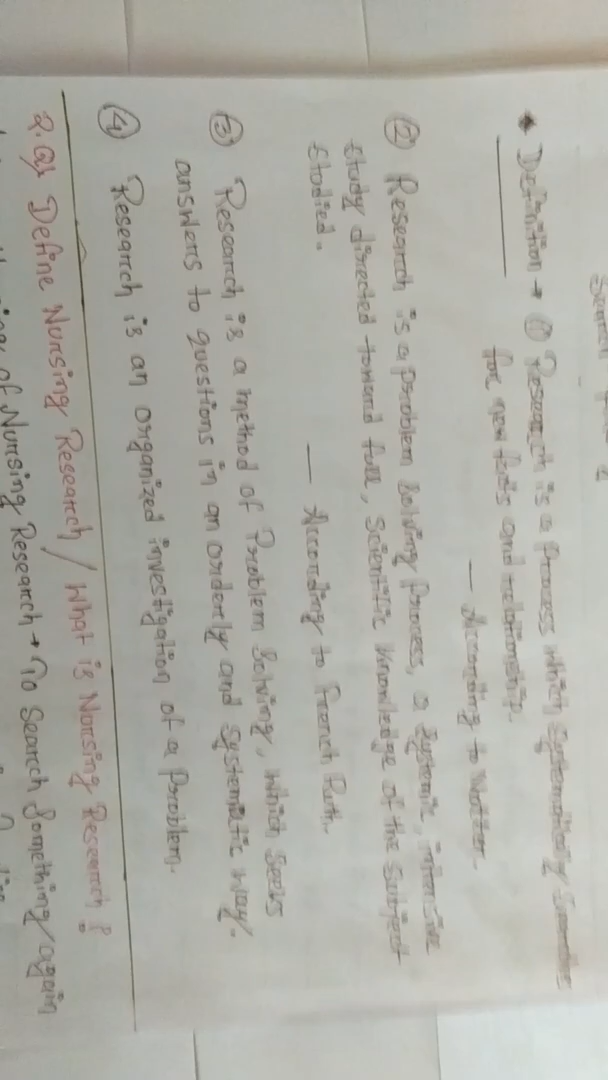 Search
* Definition → ① Research is a Process which Systematically Searches
for new facts and relationship.
— According to Walter.
② Research is a problem Solving Process, a Systemic, intensive
study directed toward full, Scientific knowledge of the Subject
Studied.
— According to French Ruth.
③ Research is a method of Problem Solving, which Seeks
answers to questions in an orderly and Systematic way.
④ Research is an organized investigation of a Problem.
2.Q) Define Nursing Research / What is Nursing Research?
of Nursing Research → To Search Something again